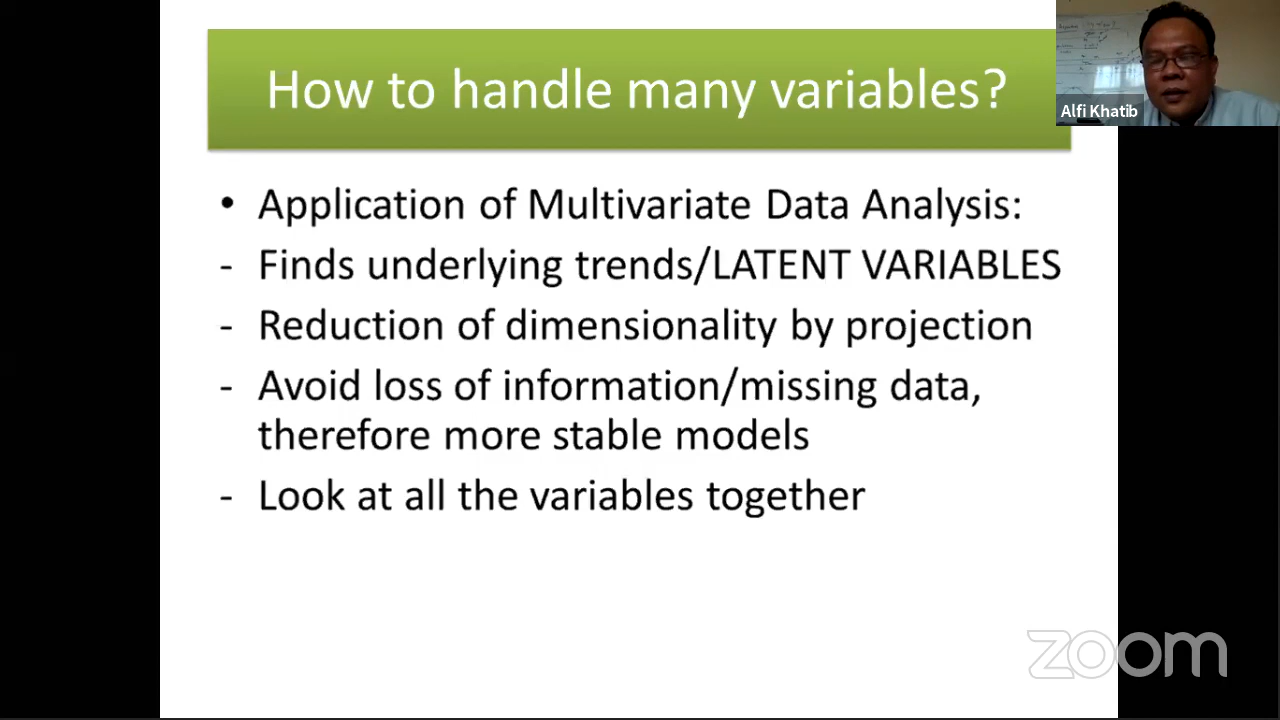 How to handle many variables?
Alfi Khatib
• Application of Multivariate Data Analysis:
- Finds underlying trends/LATENT VARIABLES
- Reduction of dimensionality by projection
- Avoid loss of information/missing data,
therefore more stable models
- Look at all the variables together
zoom